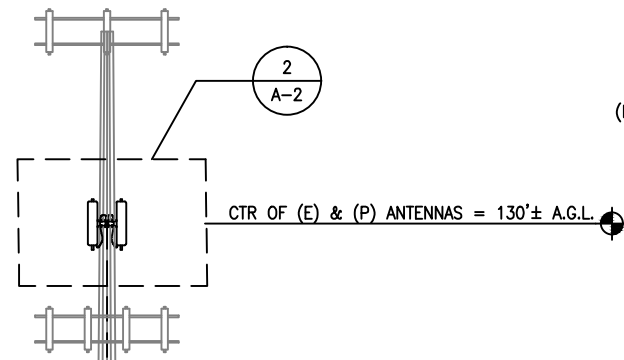 2
A-2
CTR OF (E) & (P) ANTENNAS = 130'± A.G.L.